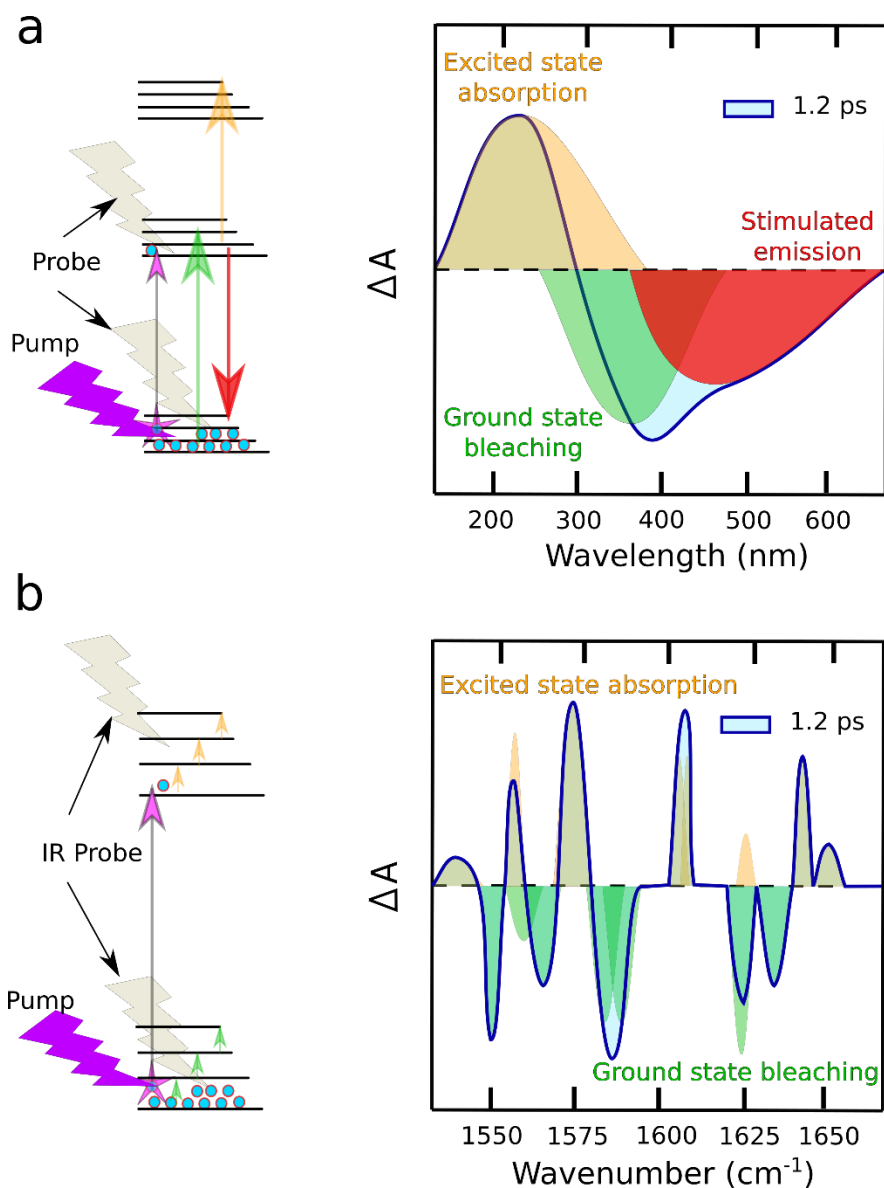 a
Excited state
absorption
1.2 ps
Probe
Pump
Stimulated
emission
ΔA
Ground state
bleaching
200 300 400 500 600
Wavelength (nm)
b
Excited state absorption
1.2 ps
IR Probe
ΔA
Pump
Ground state bleaching
1550 1575 1600 1625 1650
Wavenumber (cm⁻¹)